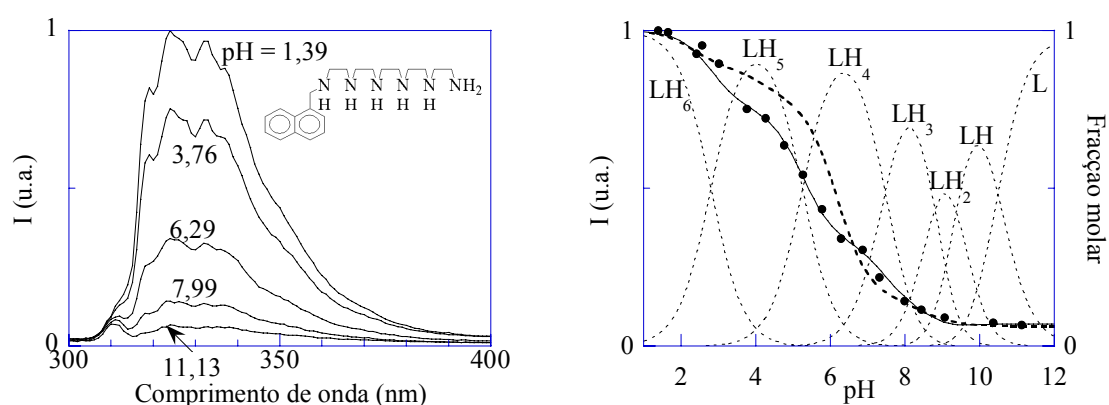 1
pH = 1,39
N N N N N NH2
H H H H H
3,76
6,29
7,99
11,13
0
300 350 400
Comprimento de onda (nm)
I (u.a.)
1 1
LH6
LH5
LH4
LH3
LH2
LH
L
0 0
2 4 6 8 10 12
pH
I (u.a.)
Fracçao molar